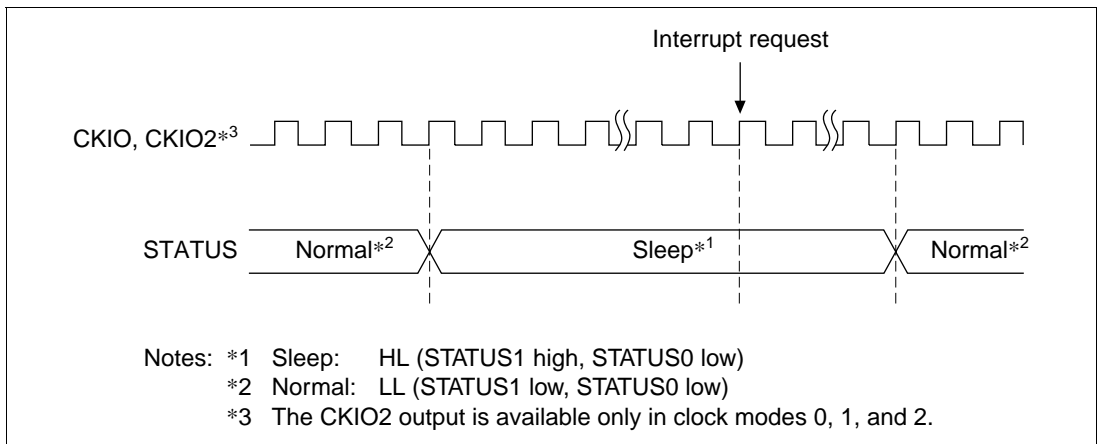 Interrupt request
CKIO, CKIO2*3
STATUS Normal*2 Sleep*1 Normal*2
Notes: *1 Sleep: HL (STATUS1 high, STATUS0 low)
*2 Normal: LL (STATUS1 low, STATUS0 low)
*3 The CKIO2 output is available only in clock modes 0, 1, and 2.